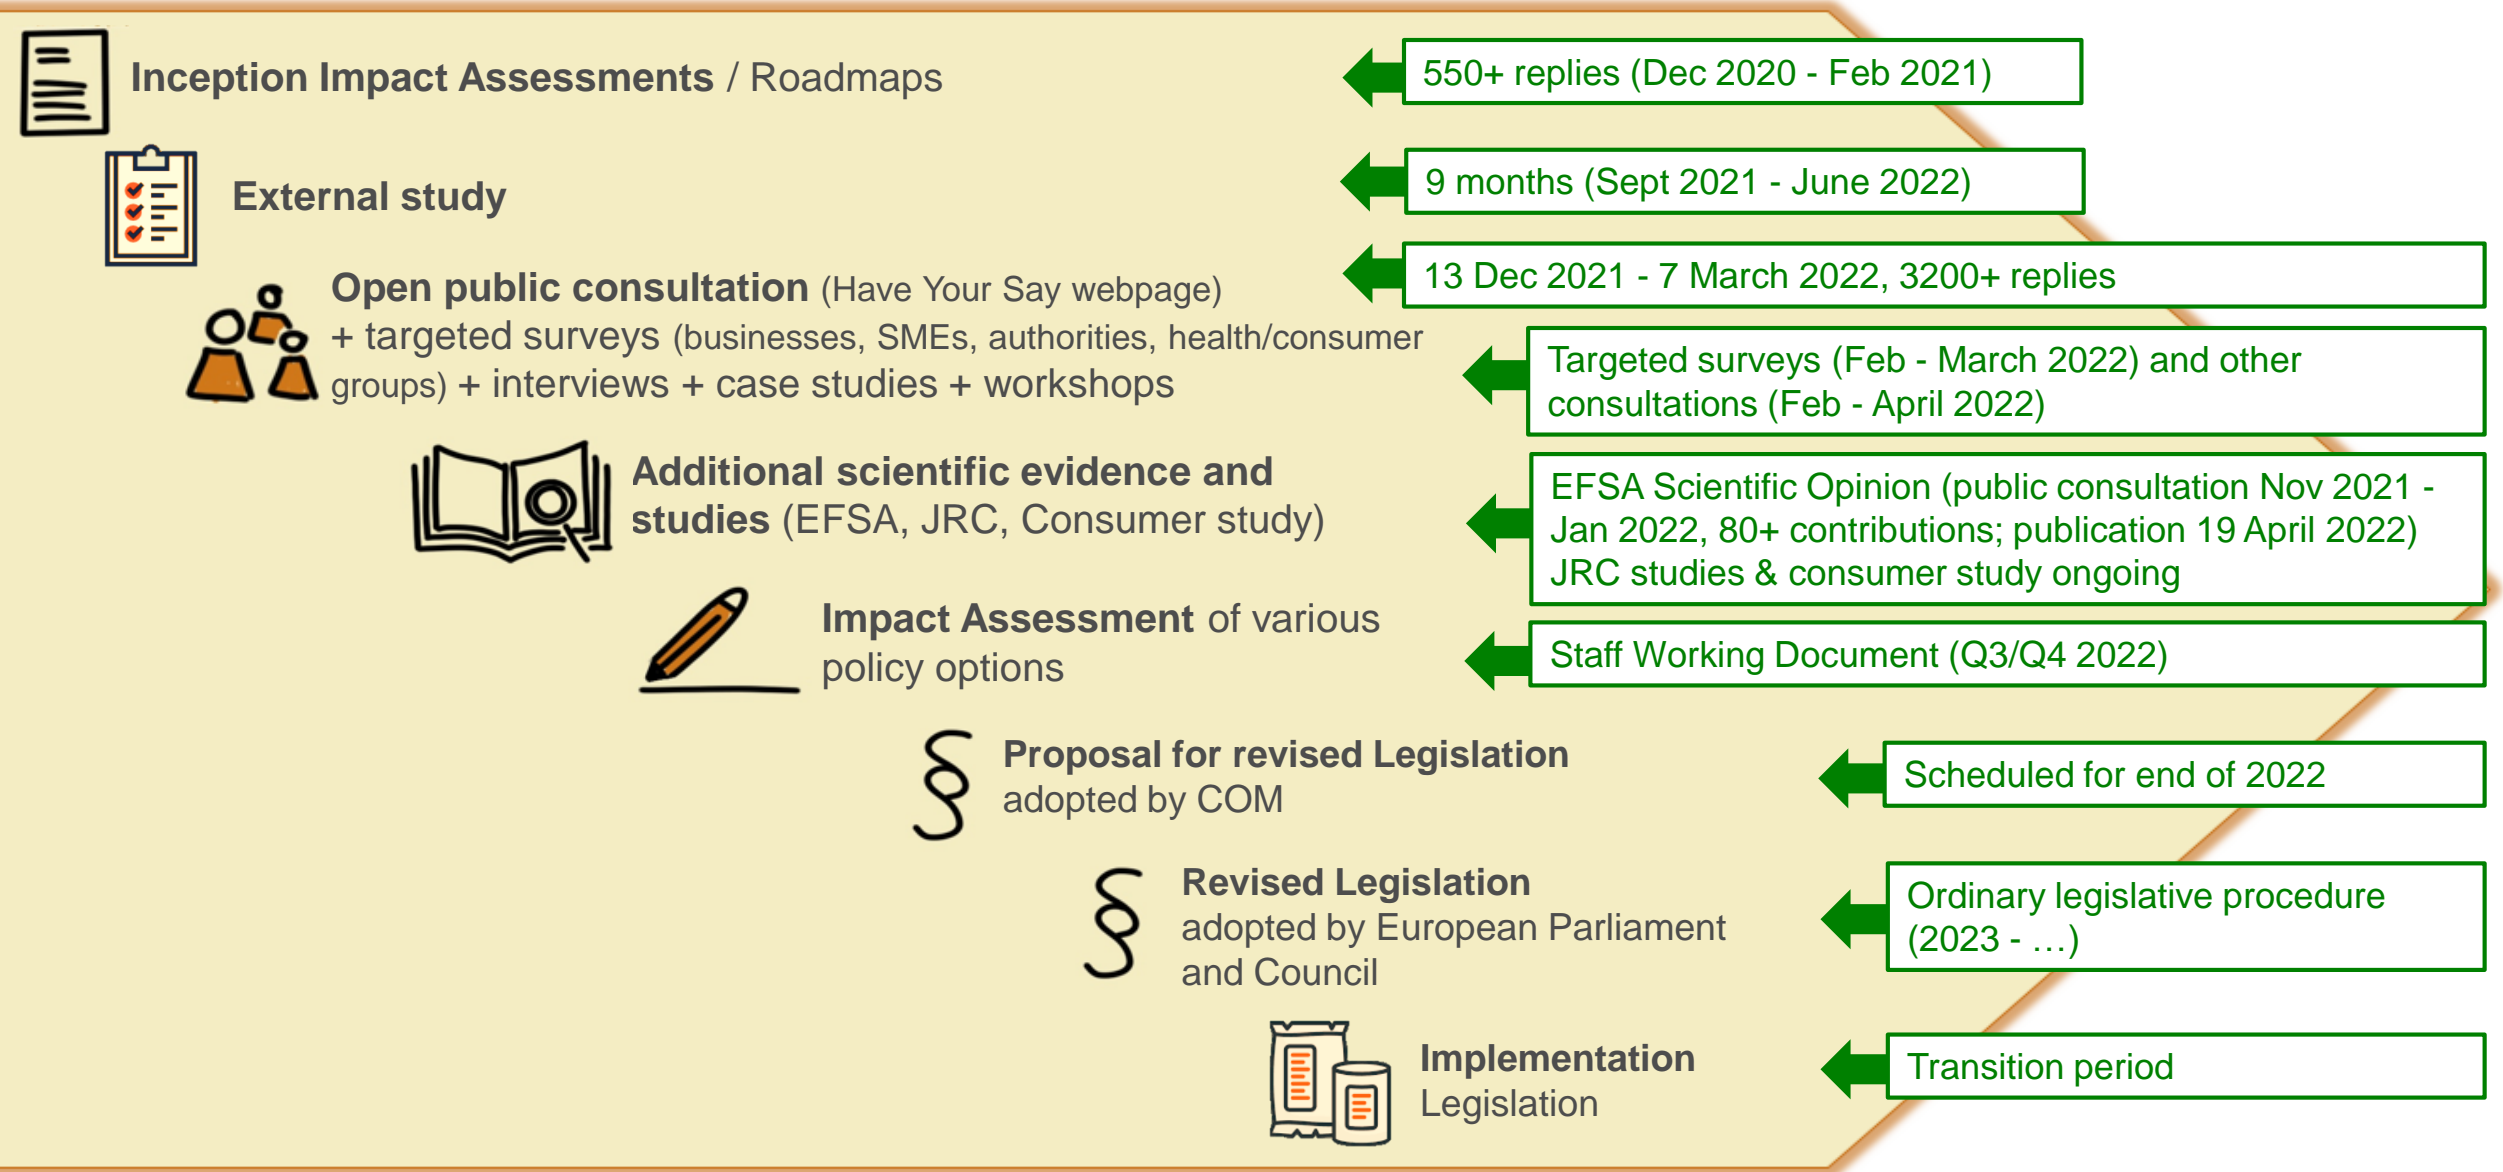 Inception Impact Assessments / Roadmaps
550+ replies (Dec 2020 - Feb 2021)
External study
9 months (Sept 2021 - June 2022)
Open public consultation (Have Your Say webpage)
+ targeted surveys (businesses, SMEs, authorities, health/consumer
groups) + interviews + case studies + workshops
13 Dec 2021 - 7 March 2022, 3200+ replies
Targeted surveys (Feb - March 2022) and other
consultations (Feb - April 2022)
Additional scientific evidence and
studies (EFSA, JRC, Consumer study)
EFSA Scientific Opinion (public consultation Nov 2021 -
Jan 2022, 80+ contributions; publication 19 April 2022)
JRC studies & consumer study ongoing
Impact Assessment of various
policy options
Staff Working Document (Q3/Q4 2022)
§
Proposal for revised Legislation
adopted by COM
Scheduled for end of 2022
§
Revised Legislation
adopted by European Parliament
and Council
Ordinary legislative procedure
(2023 - …)
Implementation
Legislation
Transition period